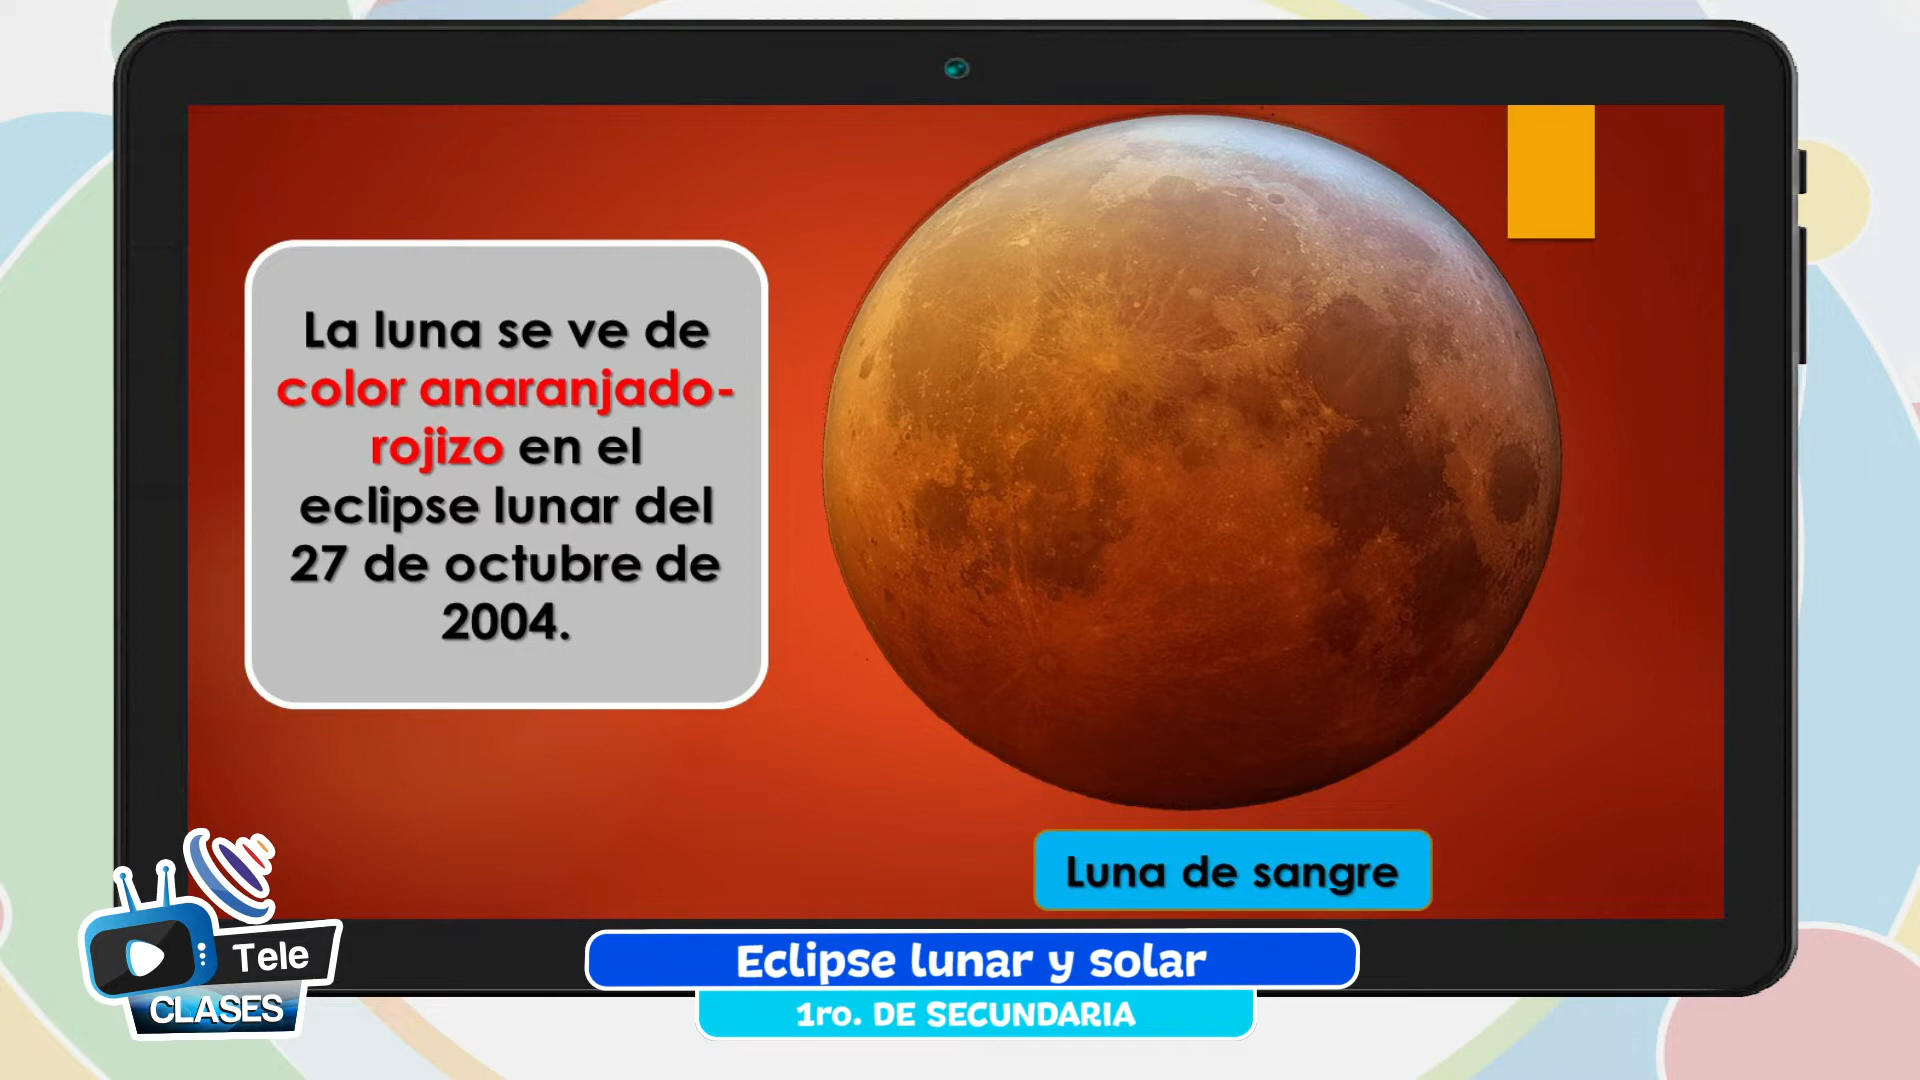 La luna se ve de
color anaranjado-
rojizo en el
eclipse lunar del
27 de octubre de
2004.
Luna de sangre
Tele
CLASES
Eclipse lunar y solar
1ro. DE SECUNDARIA